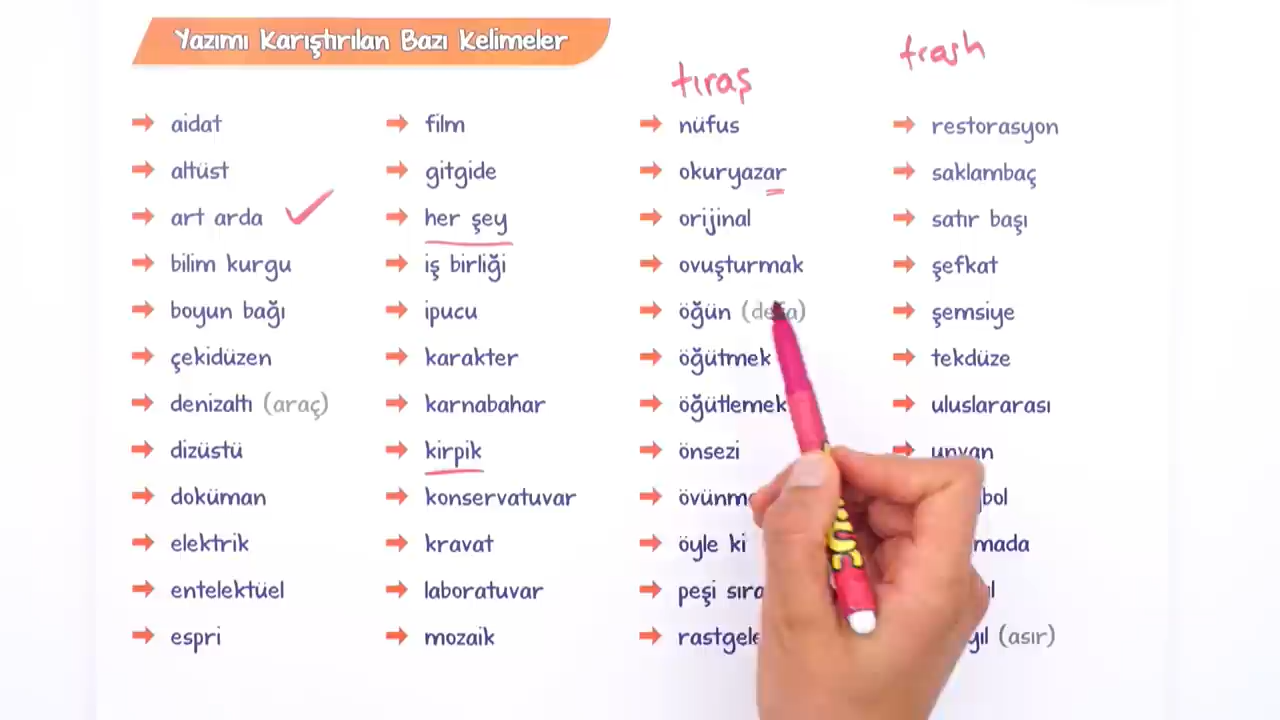 Yazımı Karıştırılan Bazı Kelimeler
tıraş
trash
aidat
altüst
art arda
bilim kurgu
boyun bağı
çekidüzen
denizaltı (araç)
dizüstü
doküman
elektrik
entelektüel
espri
film
gitgide
her şey
iş birliği
ipucu
karakter
karnabahar
kirpik
konservatuvar
kravat
laboratuvar
mozaik
nüfus
okuryazar
orijinal
ovuşturmak
öğün (defa)
öğütmek
öğütlemek
önsezi
öyle ki
peşi sıra
rastgele
restorasyon
saklambaç
satır başı
şefkat
şemsiye
tekdüze
uluslararası
unvan
(asır)